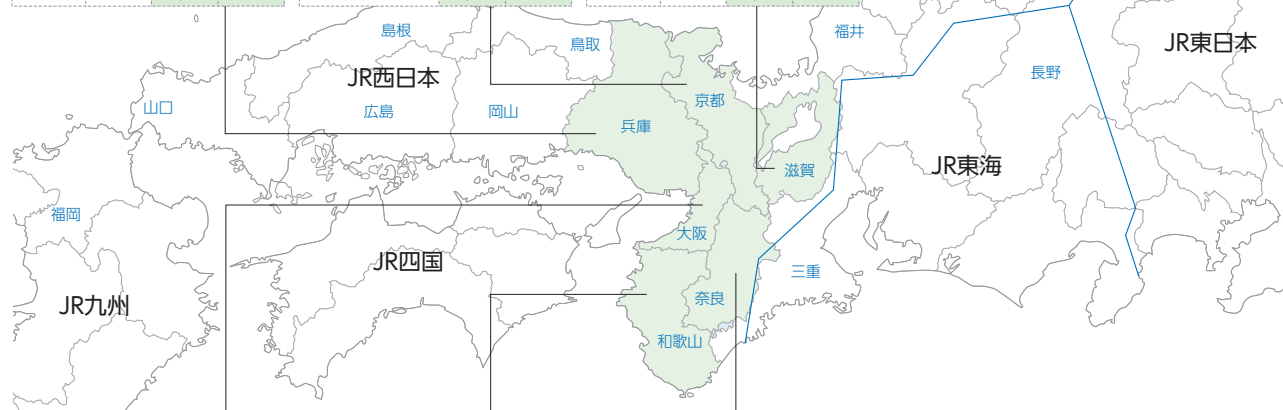 島根
鳥取
福井
JR東日本
JR西日本
長野
山口
広島
岡山
京都
兵庫
JR東海
滋賀
福岡
大阪
JR四国
三重
JR九州
奈良
和歌山